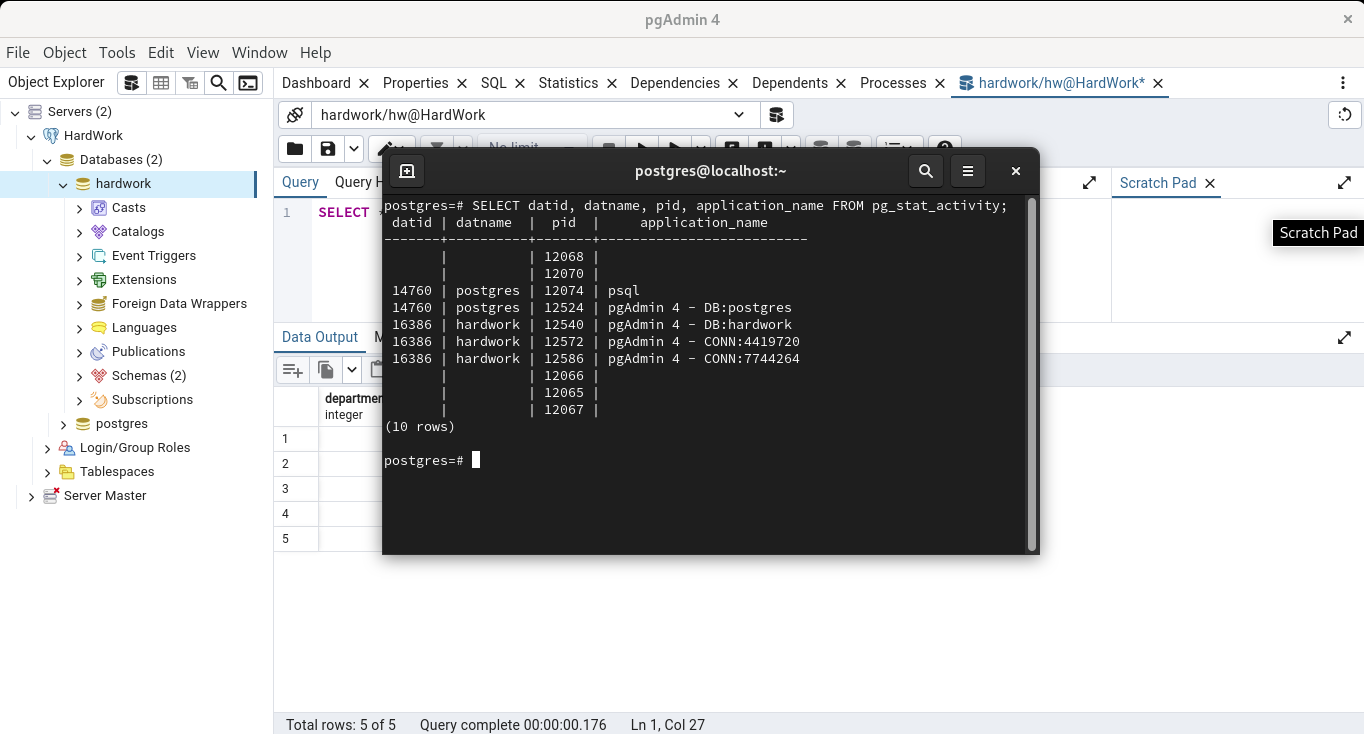 pgAdmin 4
File Object Tools Edit View Window Help
Object Explorer
Dashboard Properties SQL Statistics Dependencies Dependents Processes hardwork/hw@HardWork*
Servers (2)
HardWork
Databases (2)
hardwork
Casts
Catalogs
Event Triggers
Extensions
Foreign Data Wrappers
Languages
Publications
Schemas (2)
Subscriptions
postgres
Login/Group Roles
Tablespaces
Server Master
hardwork/hw@HardWork
No limit
Query Query H
Scratch Pad
Scratch Pad
1 SELECT *
Data Output
departmen
integer
1
2
3
4
5
postgres@localhost:~
postgres=# SELECT datid, datname, pid, application_name FROM pg_stat_activity;
datid | datname | pid | application_name
-------+----------+-------+--------------------------
| | 12068 |
| | 12070 |
14760 | postgres | 12074 | psql
14760 | postgres | 12524 | pgAdmin 4 - DB:postgres
16386 | hardwork | 12540 | pgAdmin 4 - DB:hardwork
16386 | hardwork | 12572 | pgAdmin 4 - CONN:4419720
16386 | hardwork | 12586 | pgAdmin 4 - CONN:7744264
| | 12066 |
| | 12065 |
| | 12067 |
(10 rows)
postgres=#
Total rows: 5 of 5 Query complete 00:00:00.176 Ln 1, Col 27